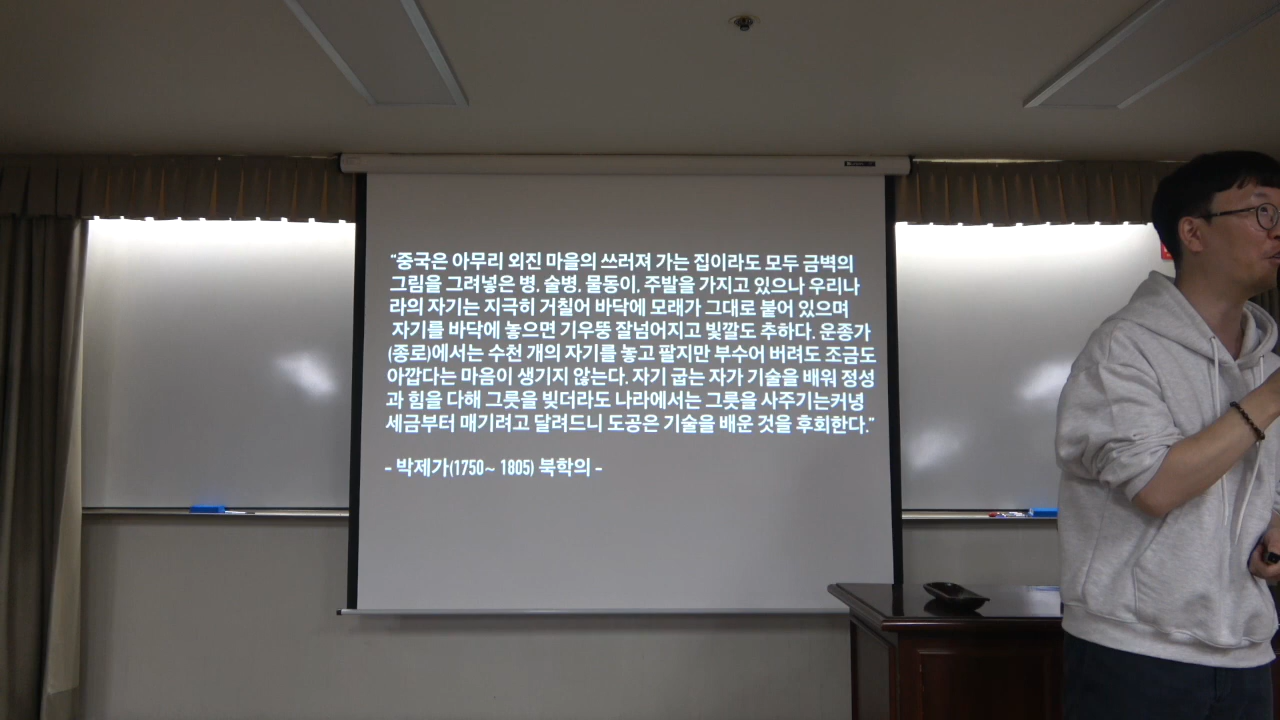 “중국은 아무리 외진 마을의 쓰러져 가는 집이라도 모두 금벽의
그림을 그려넣은 병, 술병, 물동이, 주발을 가지고 있으나 우리나
라의 자기는 지극히 거칠어 바닥에 모래가 그대로 붙어 있으며
자기를 바닥에 놓으면 기우뚱 잘넘어지고 빛깔도 추하다. 운종가
(종로)에서는 수천 개의 자기를 놓고 팔지만 부수어 버려도 조금도
아깝다는 마음이 생기지 않는다. 자기 굽는 자가 기술을 배워 정성
과 힘을 다해 그릇을 빚더라도 나라에서는 그릇을 사주기는커녕
세금부터 매기려고 달려드니 도공은 기술을 배운 것을 후회한다.”
- 박제가(1750~ 1805) 북학의 -